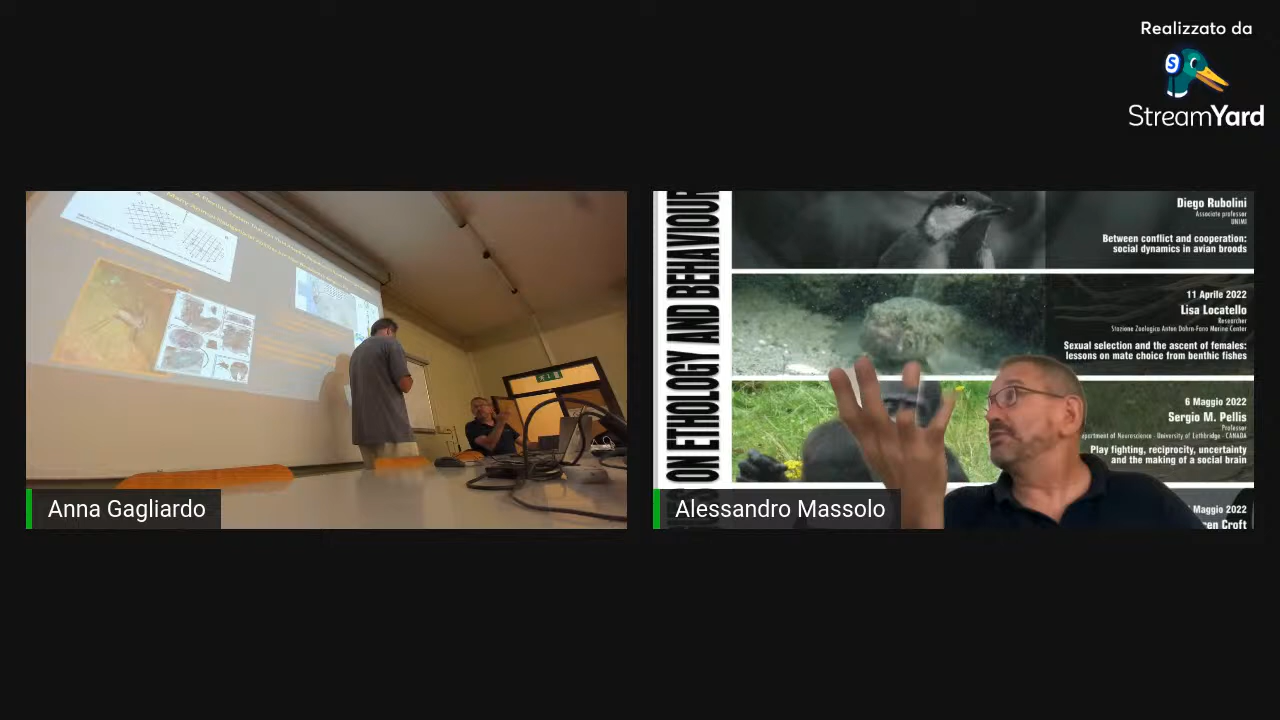 Realizzato da
S
StreamYard
ON ETHOLOGY AND BEHAVIOUR
Diego Rubolini
Associate professor
UNIMI
Between conflict and cooperation:
social dynamics in avian broods
11 Aprile 2022
Lisa Locatello
Researcher
Stazione Zoologica Anton Dohrn-Fano Marine Center
Sexual selection and the ascent of females:
lessons on mate choice from benthic fishes
6 Maggio 2022
Sergio M. Pellis
Professor
epartment of Neuroscience - University of Lethbridge - CANADA
Play fighting, reciprocity, uncertainty
and the making of a social brain
Maggio 2022
ren Croft
Anna Gagliardo
Alessandro Massolo